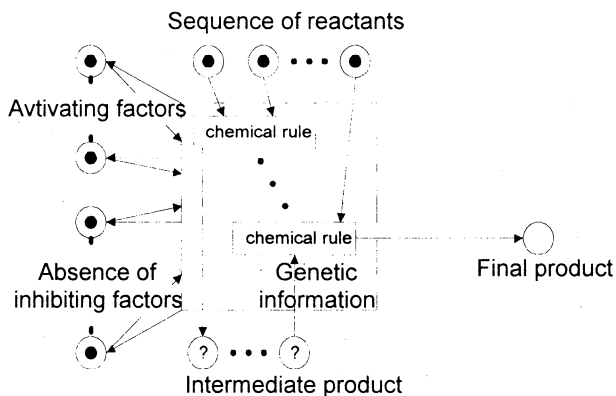 Sequence of reactants
Avtivating factors
chemical rule
chemical rule
Absence of
inhibiting factors
Genetic
information
Final product
? ?
Intermediate product